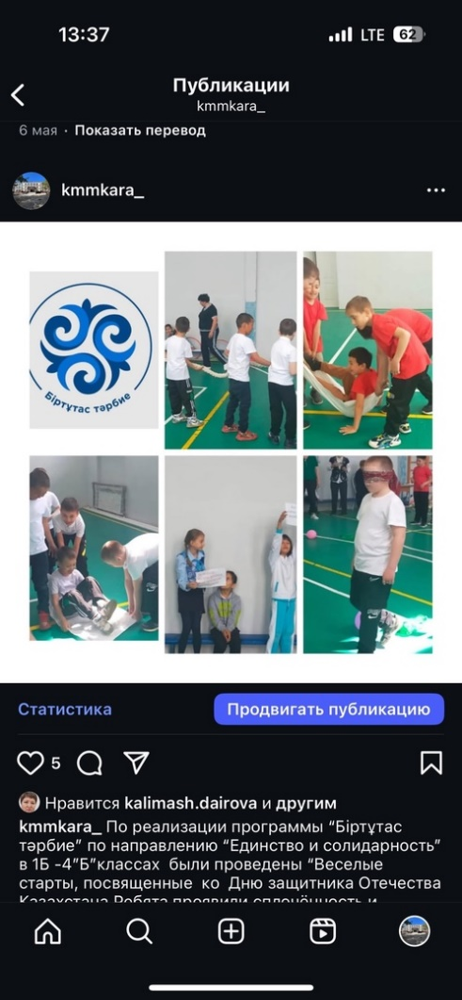 13:37
LTE 62
Публикации
kmmkara_
6 мая · Показать перевод
kmmkara_
Біртұтас тәрбие
Статистика
Продвигать публикацию
5
Нравится kalimash.dairova и другим
kmmkara_ По реализации программы “Біртұтас
тәрбие” по направлению “Единство и солидарность”
в 1Б -4”Б”классах были проведены “Веселые
старты, посвященные ко Дню защитника Отечества
Казахстана Ребята проявили сплочённость и